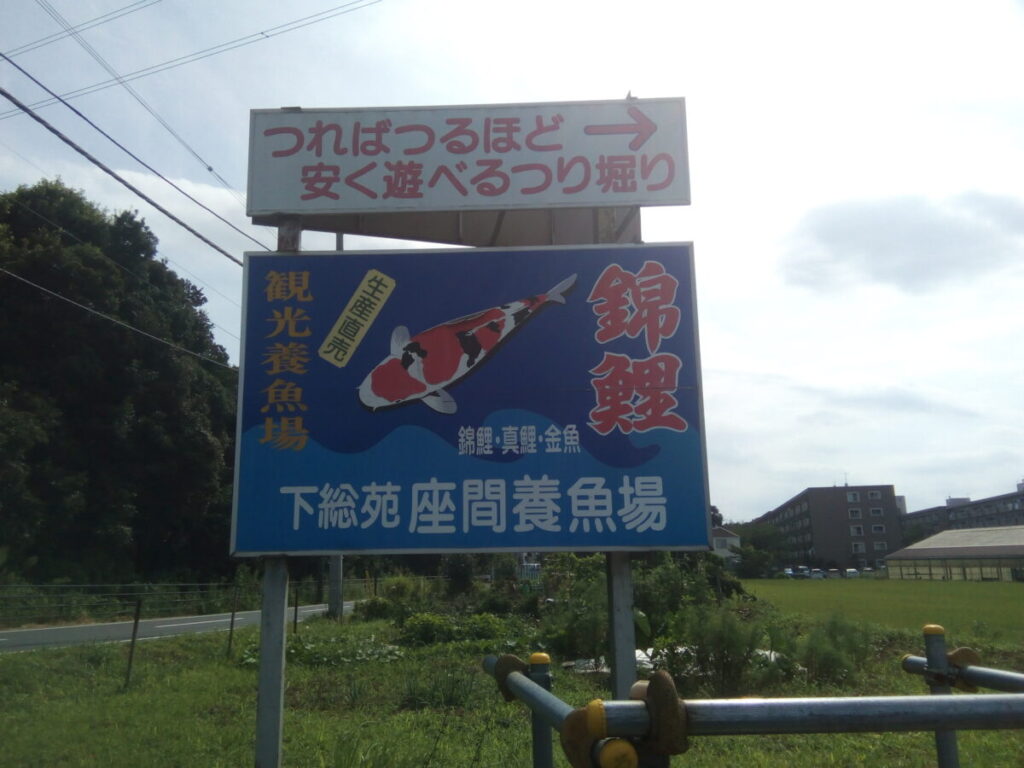 つればつるほど →
安く遊べるつり堀り
観光養魚場
生産直売
錦鯉
錦鯉・真鯉・金魚
下総苑 座間養魚場